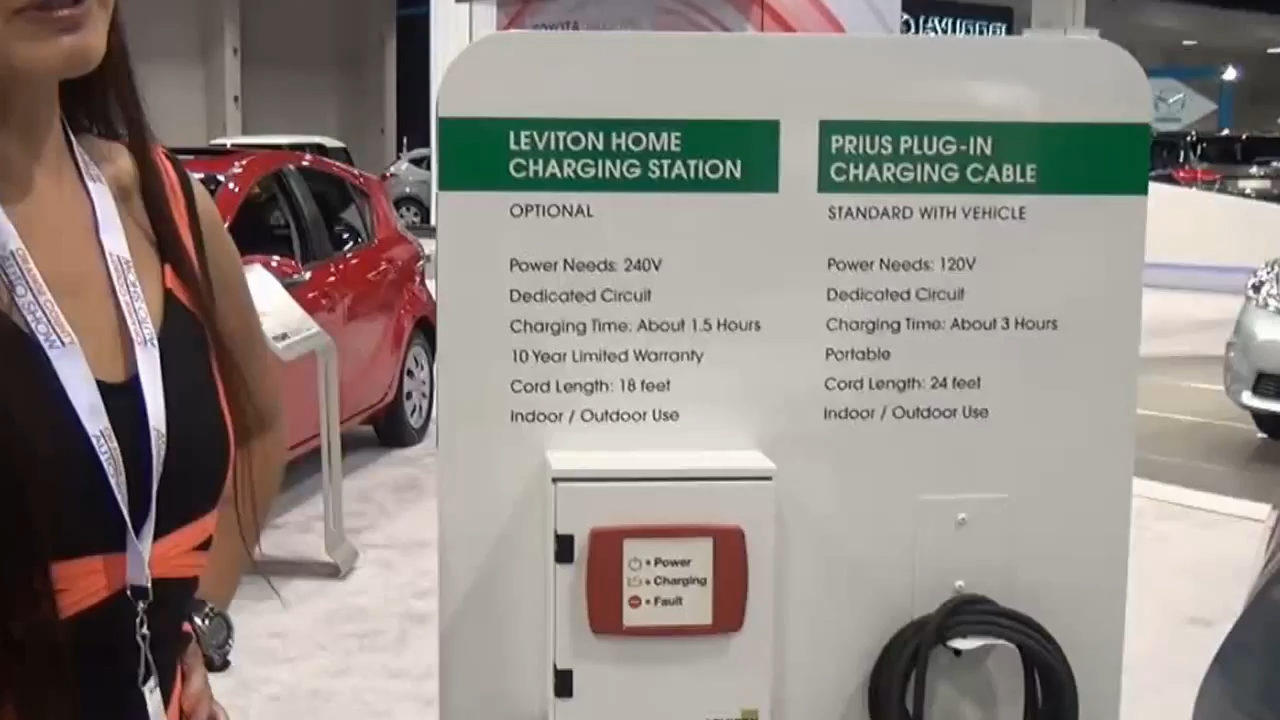 LEVITON HOME
CHARGING STATION
OPTIONAL
Power Needs: 240V
Dedicated Circuit
Charging Time: About 1.5 Hours
10 Year Limited Warranty
Cord Length: 18 feet
Indoor / Outdoor Use
PRIUS PLUG-IN
CHARGING CABLE
STANDARD WITH VEHICLE
Power Needs: 120V
Dedicated Circuit
Charging Time: About 3 Hours
Portable
Cord Length: 24 feet
Indoor / Outdoor Use
Power
Charging
Fault